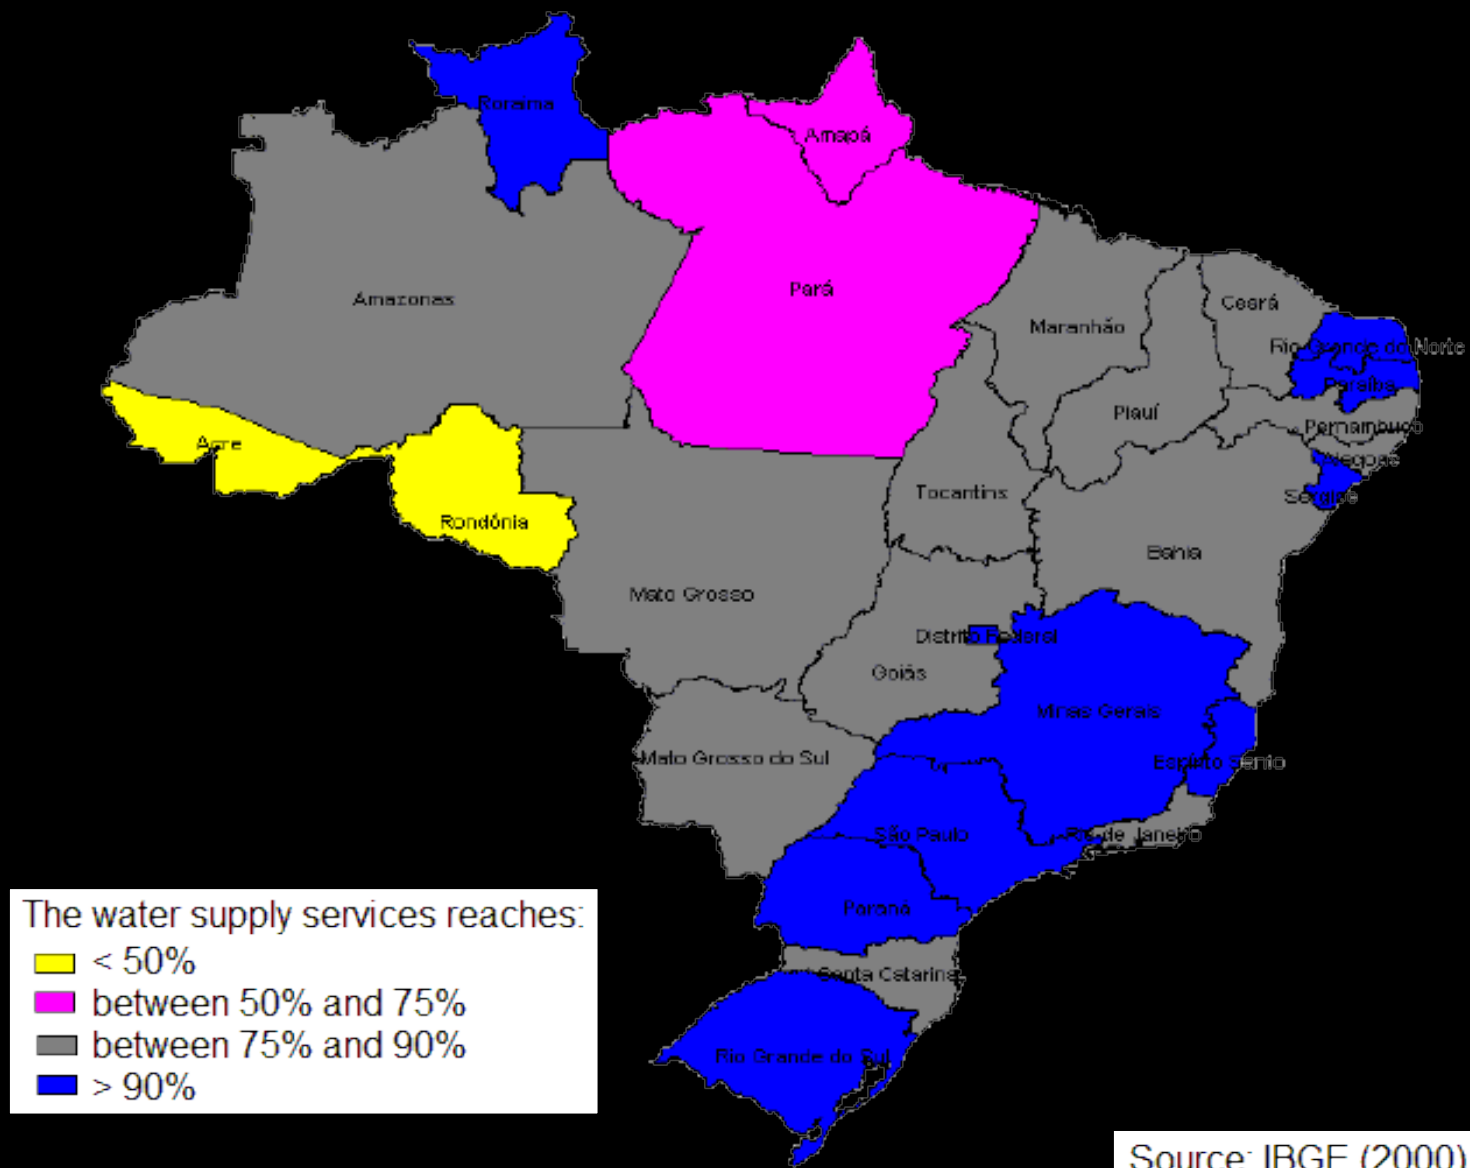 Roraima
Amapá
Amazonas
Pará
Maranhão
Ceará
Rio Grande do Norte
Paraíba
Piauí
Pernambuco
Acre
Alagoas
Tocantins
Sergipe
Rondônia
Bahia
Mato Grosso
Distrito Federal
Goiás
Minas Gerais
Mato Grosso do Sul
Espírito Santo
São Paulo
Rio de Janeiro
Paraná
Santa Catarina
Rio Grande do Sul
The water supply services reaches:
< 50%
between 50% and 75%
between 75% and 90%
> 90%
Source: IBGE (2000)